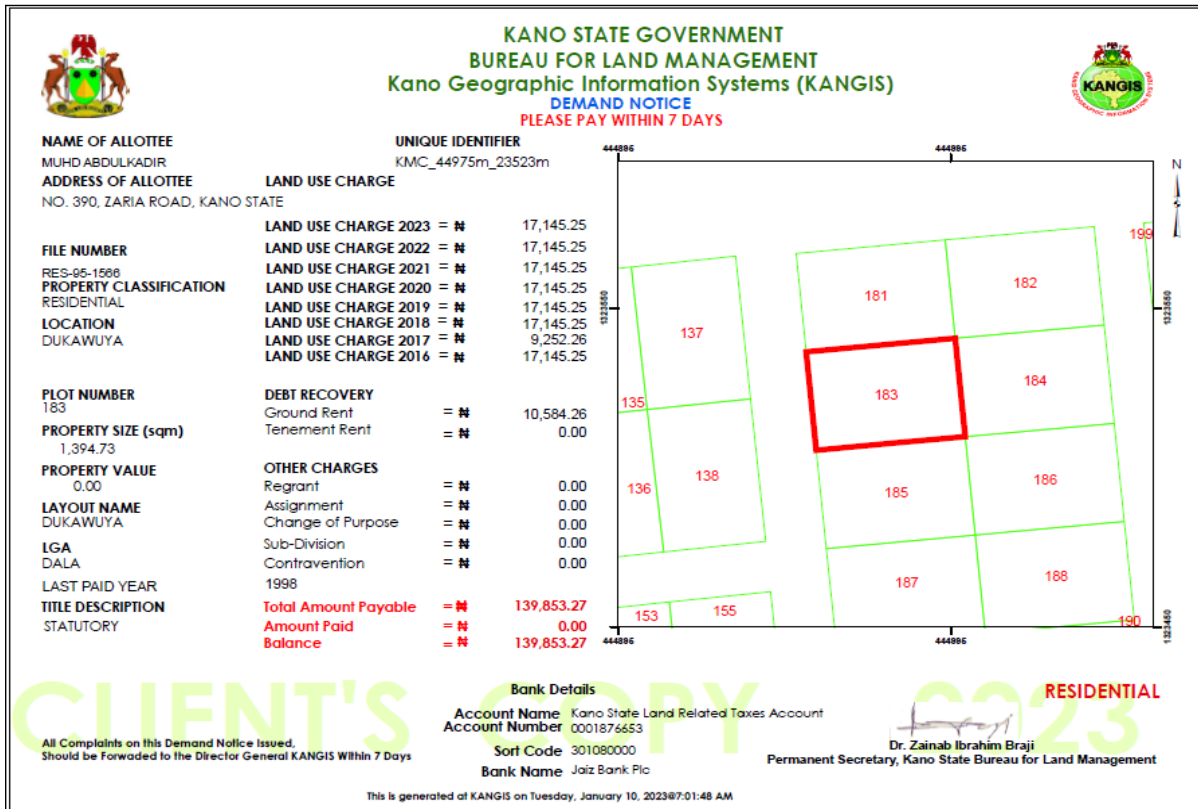 KANO STATE GOVERNMENT
BUREAU FOR LAND MANAGEMENT
Kano Geographic Information Systems (KANGIS)
DEMAND NOTICE
PLEASE PAY WITHIN 7 DAYS
KANGIS
KANO GEOGRAPHIC INFORMATION SYSTEMS
NAME OF ALLOTTEE
MUHD ABDULKADIR
UNIQUE IDENTIFIER
KMC_44975m_23523m
ADDRESS OF ALLOTTEE
NO. 390, ZARIA ROAD, KANO STATE
LAND USE CHARGE
LAND USE CHARGE 2023 = ₦ 17,145.25
LAND USE CHARGE 2022 = ₦ 17,145.25
LAND USE CHARGE 2021 = ₦ 17,145.25
LAND USE CHARGE 2020 = ₦ 17,145.25
LAND USE CHARGE 2019 = ₦ 17,145.25
LAND USE CHARGE 2018 = ₦ 17,145.25
LAND USE CHARGE 2017 = ₦ 9,252.26
LAND USE CHARGE 2016 = ₦ 17,145.25
FILE NUMBER
RES-95-1566
PROPERTY CLASSIFICATION
RESIDENTIAL
LOCATION
DUKAWUYA
PLOT NUMBER
183
PROPERTY SIZE (sqm)
1,394.73
PROPERTY VALUE
0.00
LAYOUT NAME
DUKAWUYA
LGA
DALA
LAST PAID YEAR 1998
TITLE DESCRIPTION
STATUTORY
DEBT RECOVERY
Ground Rent = ₦ 10,584.26
Tenement Rent = ₦ 0.00
OTHER CHARGES
Regrant = ₦ 0.00
Assignment = ₦ 0.00
Change of Purpose = ₦ 0.00
Sub-Division = ₦ 0.00
Contravention = ₦ 0.00
Total Amount Payable = ₦ 139,853.27
Amount Paid = ₦ 0.00
Balance = ₦ 139,853.27
444895
444995
N
199
182
181
1323550
1323550
137
184
183
135
186
138
136
185
188
187
155
153
190
444895
444995
1323450
CLIENT'S COPY 2023
RESIDENTIAL
Bank Details
Account Name Kano State Land Related Taxes Account
Account Number 0001876653
Sort Code 301080000
Bank Name Jaiz Bank Plc
All Complaints on this Demand Notice Issued,
Should be Forwaded to the Director General KANGIS Within 7 Days
Dr. Zainab Ibrahim Braji
Permanent Secretary, Kano State Bureau for Land Management
This is generated at KANGIS on Tuesday, January 10, 2023@7:01:48 AM